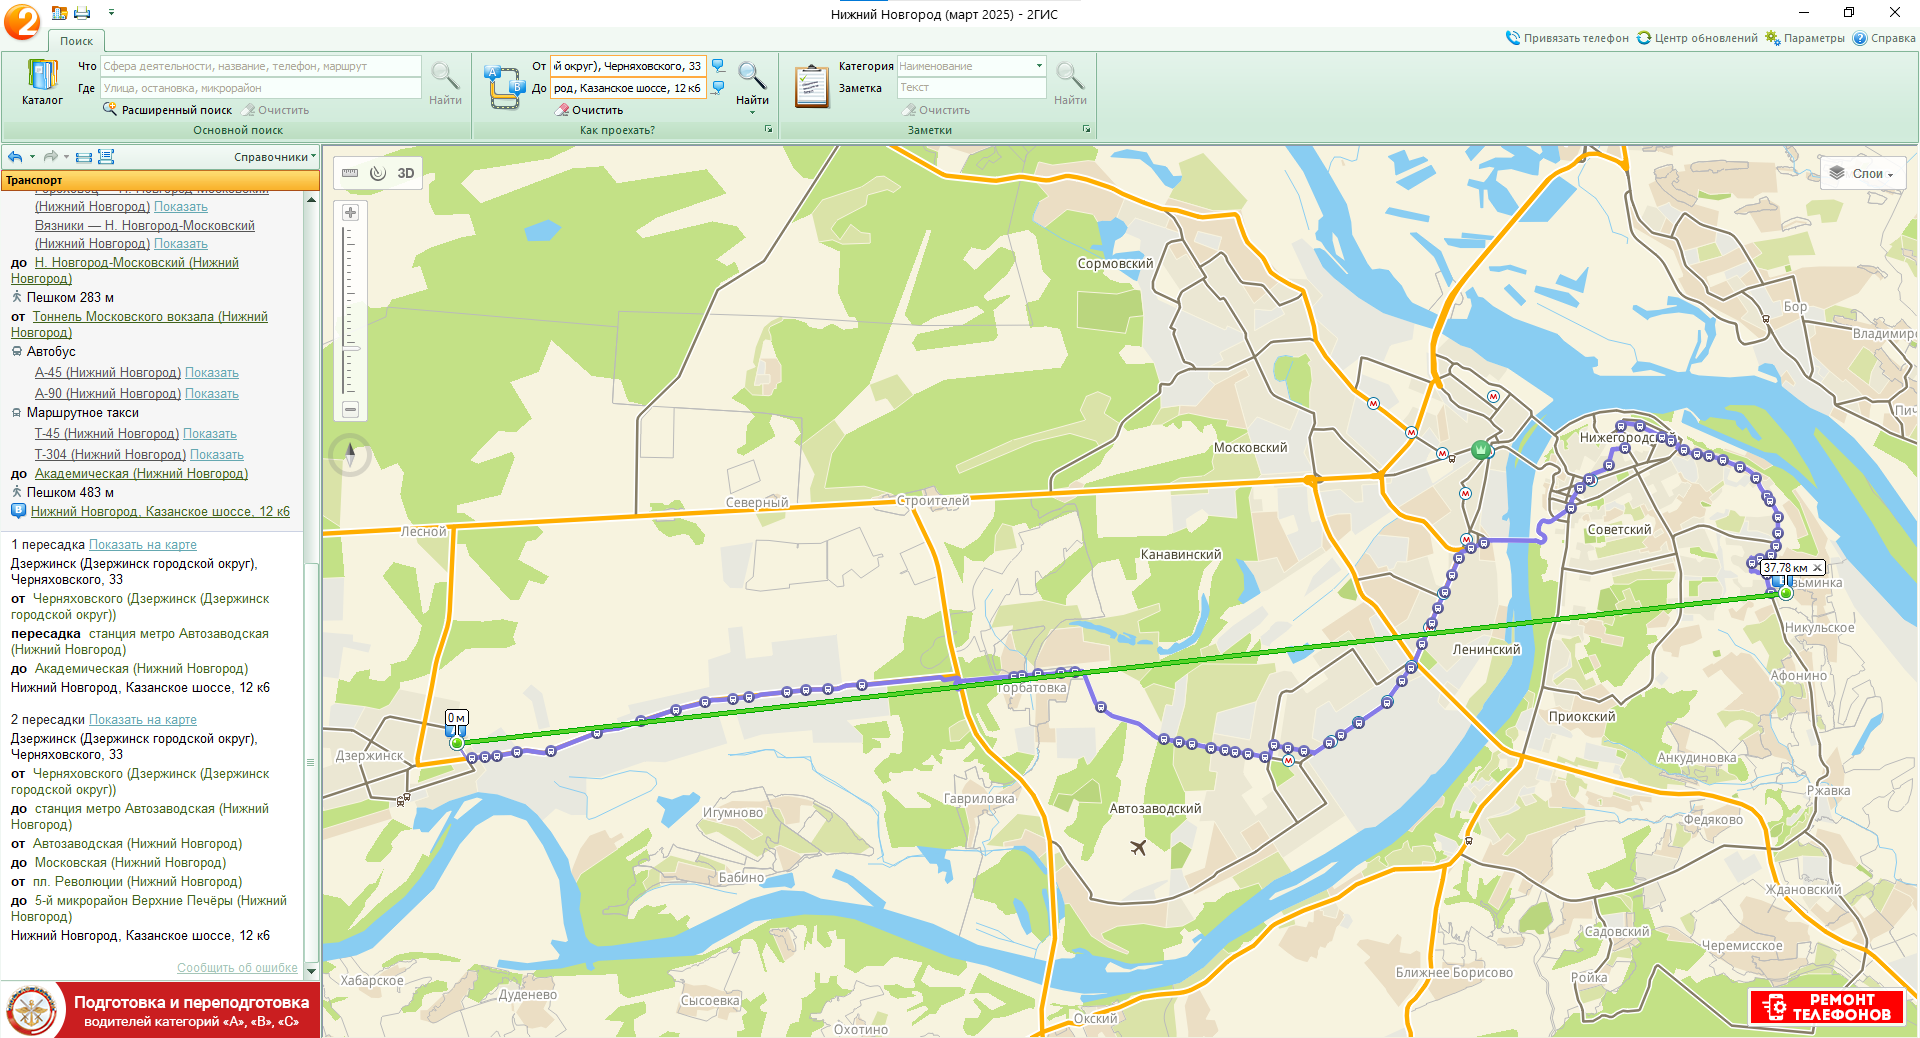 Нижний Новгород (март 2025) - 2ГИС
Поиск
Привязать телефон
Центр обновлений
Параметры
Справка
Каталог
Что
Сфера деятельности, название, телефон, маршрут
Где
Улица, остановка, микрорайон
Расширенный поиск
Очистить
Найти
Основной поиск
От
й округ), Черняховского, 33
До
род, Казанское шоссе, 12 к6
Очистить
Найти
Как проехать?
Категория
Наименование
Заметка
Текст
Очистить
Найти
Заметки
Справочники
Транспорт
Гороховец — Н. Новгород-Московский
(Нижний Новгород) Показать
Вязники — Н. Новгород-Московский
(Нижний Новгород) Показать
до Н. Новгород-Московский (Нижний
Новгород)
Пешком 283 м
от Тоннель Московского вокзала (Нижний
Новгород)
Автобус
А-45 (Нижний Новгород) Показать
А-90 (Нижний Новгород) Показать
Маршрутное такси
Т-45 (Нижний Новгород) Показать
Т-304 (Нижний Новгород) Показать
до Академическая (Нижний Новгород)
Пешком 483 м
B Нижний Новгород, Казанское шоссе, 12 к6
1 пересадка Показать на карте
Дзержинск (Дзержинск городской округ),
Черняховского, 33
от Черняховского (Дзержинск (Дзержинск
городской округ))
пересадка станция метро Автозаводская
(Нижний Новгород)
до Академическая (Нижний Новгород)
Нижний Новгород, Казанское шоссе, 12 к6
2 пересадки Показать на карте
Дзержинск (Дзержинск городской округ),
Черняховского, 33
от Черняховского (Дзержинск (Дзержинск
городской округ))
до станция метро Автозаводская (Нижний
Новгород)
от Автозаводская (Нижний Новгород)
до Московская (Нижний Новгород)
от пл. Революции (Нижний Новгород)
до 5-й микрорайон Верхние Печёры (Нижний
Новгород)
Нижний Новгород, Казанское шоссе, 12 к6
Сообщить об ошибке
Подготовка и переподготовка
водителей категорий «А», «В», «С»
3D
Слои
Сормовский
Бор
Владимиро
Пич
Московский
Нижегородс
Северный
Строителей
Лесной
Советский
Канавинский
37,78 км
ьминка
Никульское
Ленинский
Афонино
Торбатовка
0 м
Приокский
Дзержинск
Анкудиновка
Ржавка
Гавриловка
Автозаводский
Игумново
Федяково
Бабино
Ждановский
Садовский
Черемисское
Ближнее Борисово
Ройка
Хабарское
Дуденево
Сысоевка
Окский
Охотино
РЕМОНТ
ТЕЛЕФОНОВ